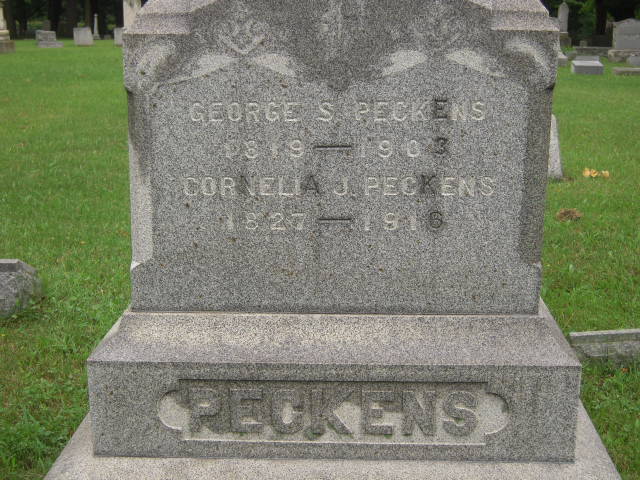 GEORGE S. PECKENS
1819 — 1903
CORNELIA J. PECKENS
1827 — 1916
PECKENS